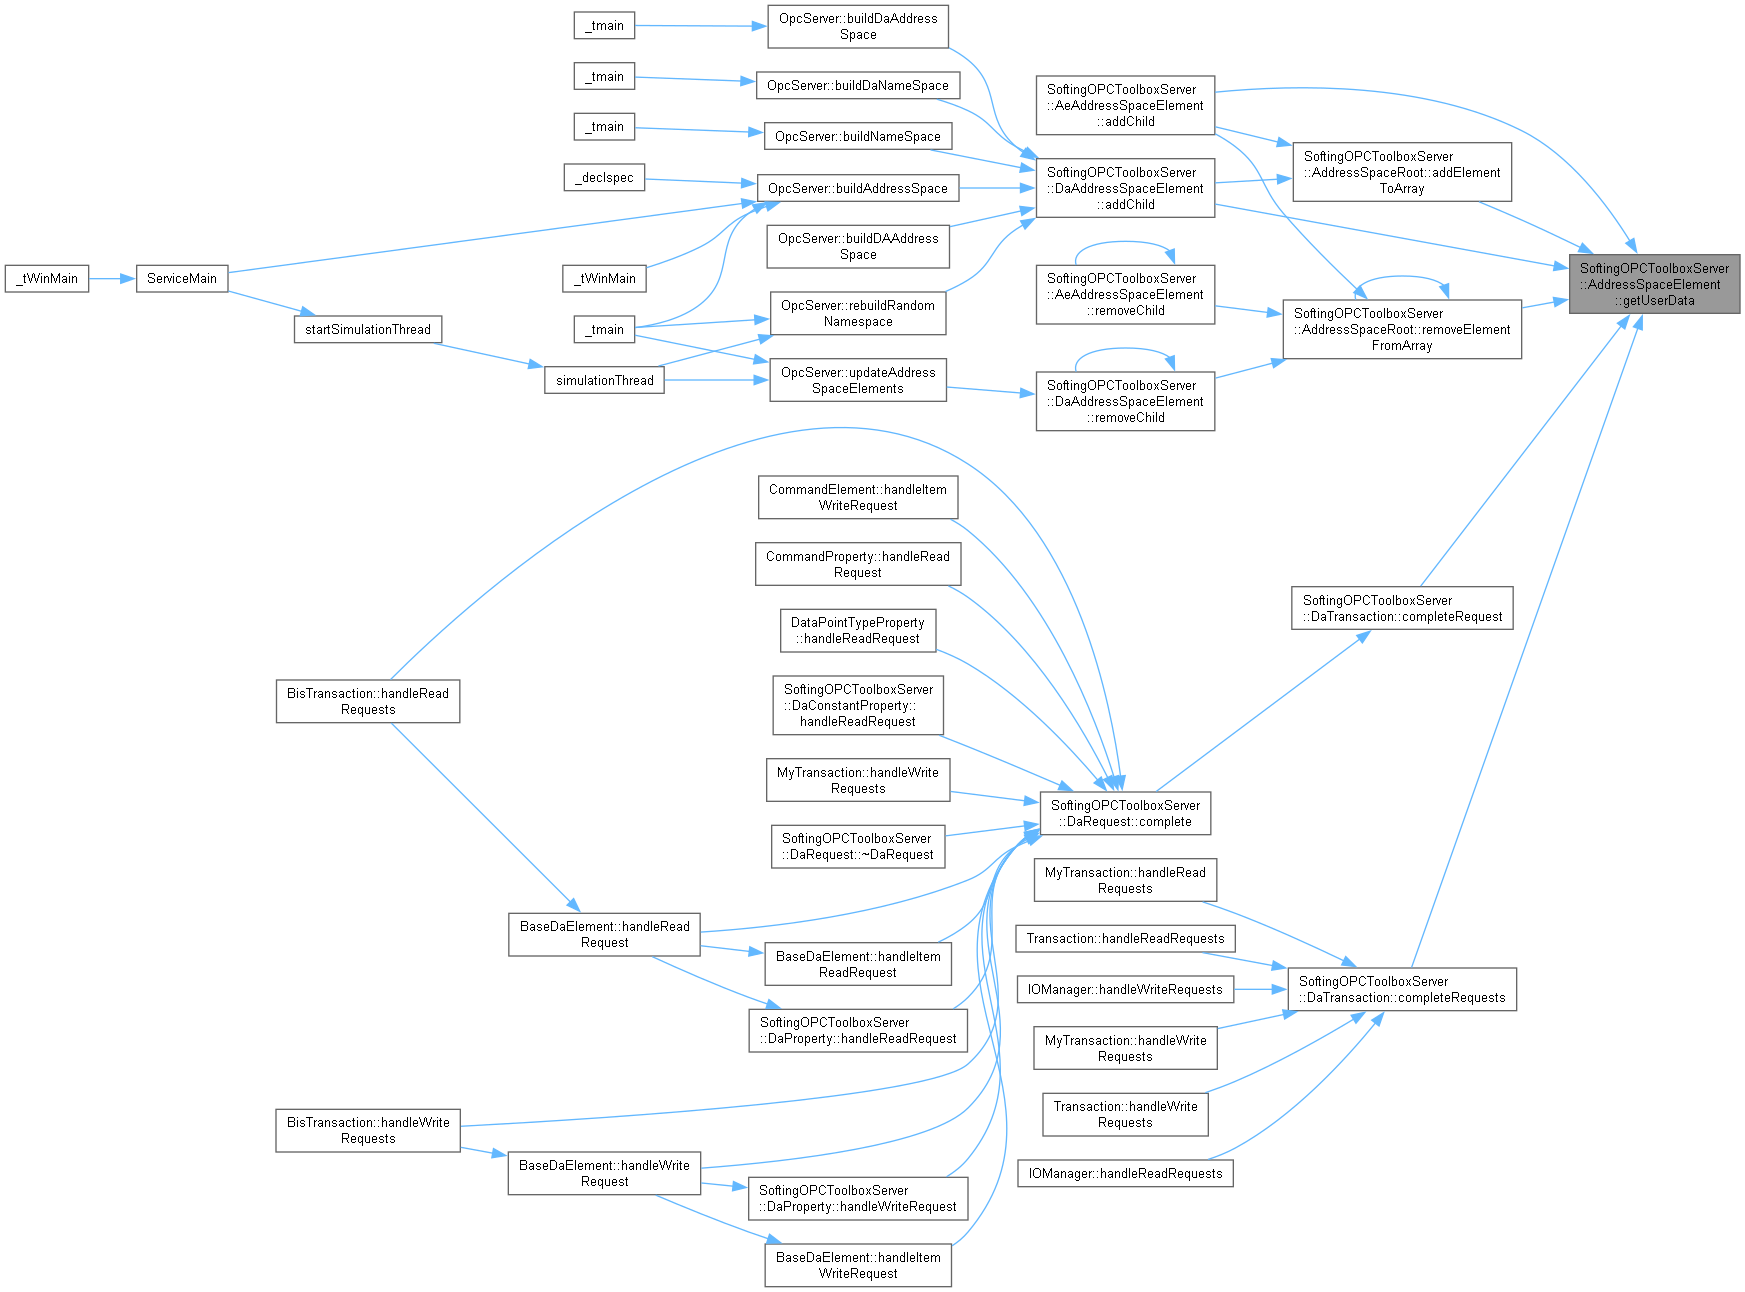 _tmain
OpcServer::buildDaAddress
Space
_tmain
OpcServer::buildDaNameSpace
_tmain
OpcServer::buildNameSpace
_declspec
OpcServer::buildAddressSpace
OpcServer::buildDAAddress
Space
_tWinMain
ServiceMain
_tWinMain
OpcServer::rebuildRandom
Namespace
startSimulationThread
_tmain
simulationThread
OpcServer::updateAddress
SpaceElements
SoftingOPCToolboxServer
::AeAddressSpaceElement
::addChild
SoftingOPCToolboxServer
::DaAddressSpaceElement
::addChild
SoftingOPCToolboxServer
::AeAddressSpaceElement
::removeChild
SoftingOPCToolboxServer
::DaAddressSpaceElement
::removeChild
SoftingOPCToolboxServer
::AddressSpaceRoot::addElement
ToArray
SoftingOPCToolboxServer
::AddressSpaceRoot::removeElement
FromArray
SoftingOPCToolboxServer
::AddressSpaceElement
::getUserData
CommandElement::handleItem
WriteRequest
CommandProperty::handleRead
Request
DataPointTypeProperty
::handleReadRequest
SoftingOPCToolboxServer
::DaConstantProperty::
handleReadRequest
MyTransaction::handleWrite
Requests
SoftingOPCToolboxServer
::DaRequest::~DaRequest
BisTransaction::handleRead
Requests
BaseDaElement::handleRead
Request
BaseDaElement::handleItem
ReadRequest
SoftingOPCToolboxServer
::DaProperty::handleReadRequest
BisTransaction::handleWrite
Requests
BaseDaElement::handleWrite
Request
SoftingOPCToolboxServer
::DaProperty::handleWriteRequest
BaseDaElement::handleItem
WriteRequest
SoftingOPCToolboxServer
::DaTransaction::completeRequest
SoftingOPCToolboxServer
::DaRequest::complete
MyTransaction::handleRead
Requests
Transaction::handleReadRequests
IOManager::handleWriteRequests
MyTransaction::handleWrite
Requests
Transaction::handleWrite
Requests
IOManager::handleReadRequests
SoftingOPCToolboxServer
::DaTransaction::completeRequests